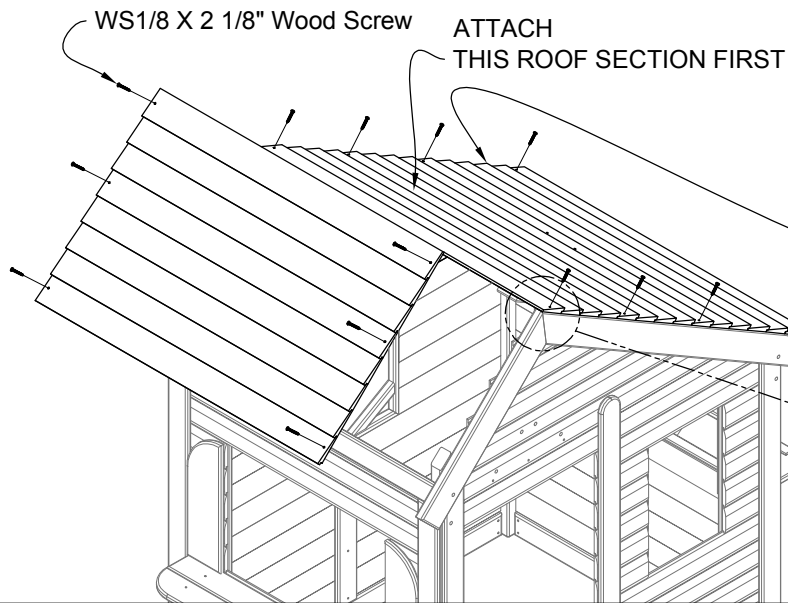 WS1/8 X 2 1/8" Wood Screw
ATTACH
THIS ROOF SECTION FIRST